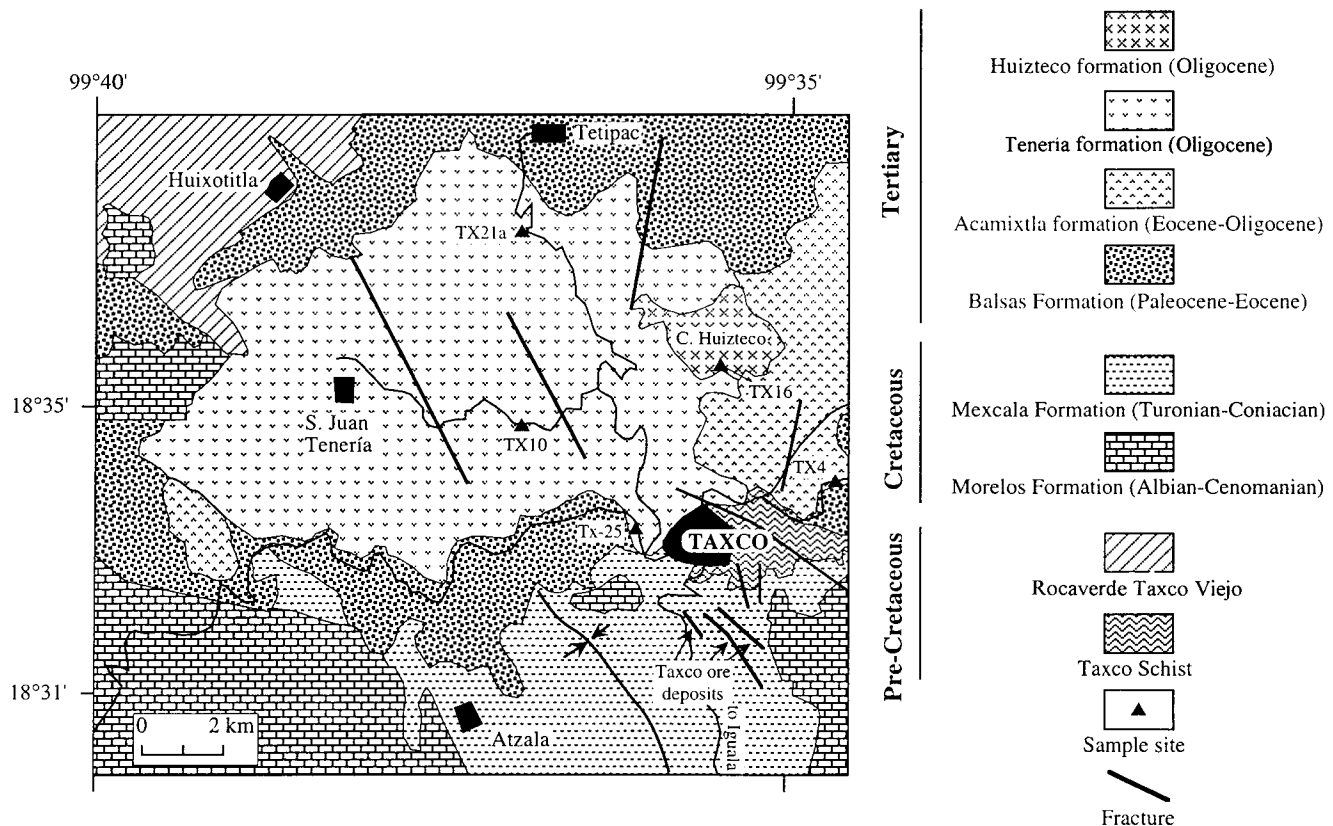 99°40'
99°35'
Tetipac
Huixotitla
TX21a
C. Huizteco
TX16
18°35'
S. Juan
Tenería
TX10
TX4
Tx-25
TAXCO
Taxco ore
deposits
to Iguala
18°31'
0 2 km
Atzala
Tertiary
Huizteco formation (Oligocene)
Teneria formation (Oligocene)
Acamixtla formation (Eocene-Oligocene)
Balsas Formation (Paleocene-Eocene)
Cretaceous
Mexcala Formation (Turonian-Coniacian)
Morelos Formation (Albian-Cenomanian)
Pre-Cretaceous
Rocaverde Taxco Viejo
Taxco Schist
Sample site
Fracture